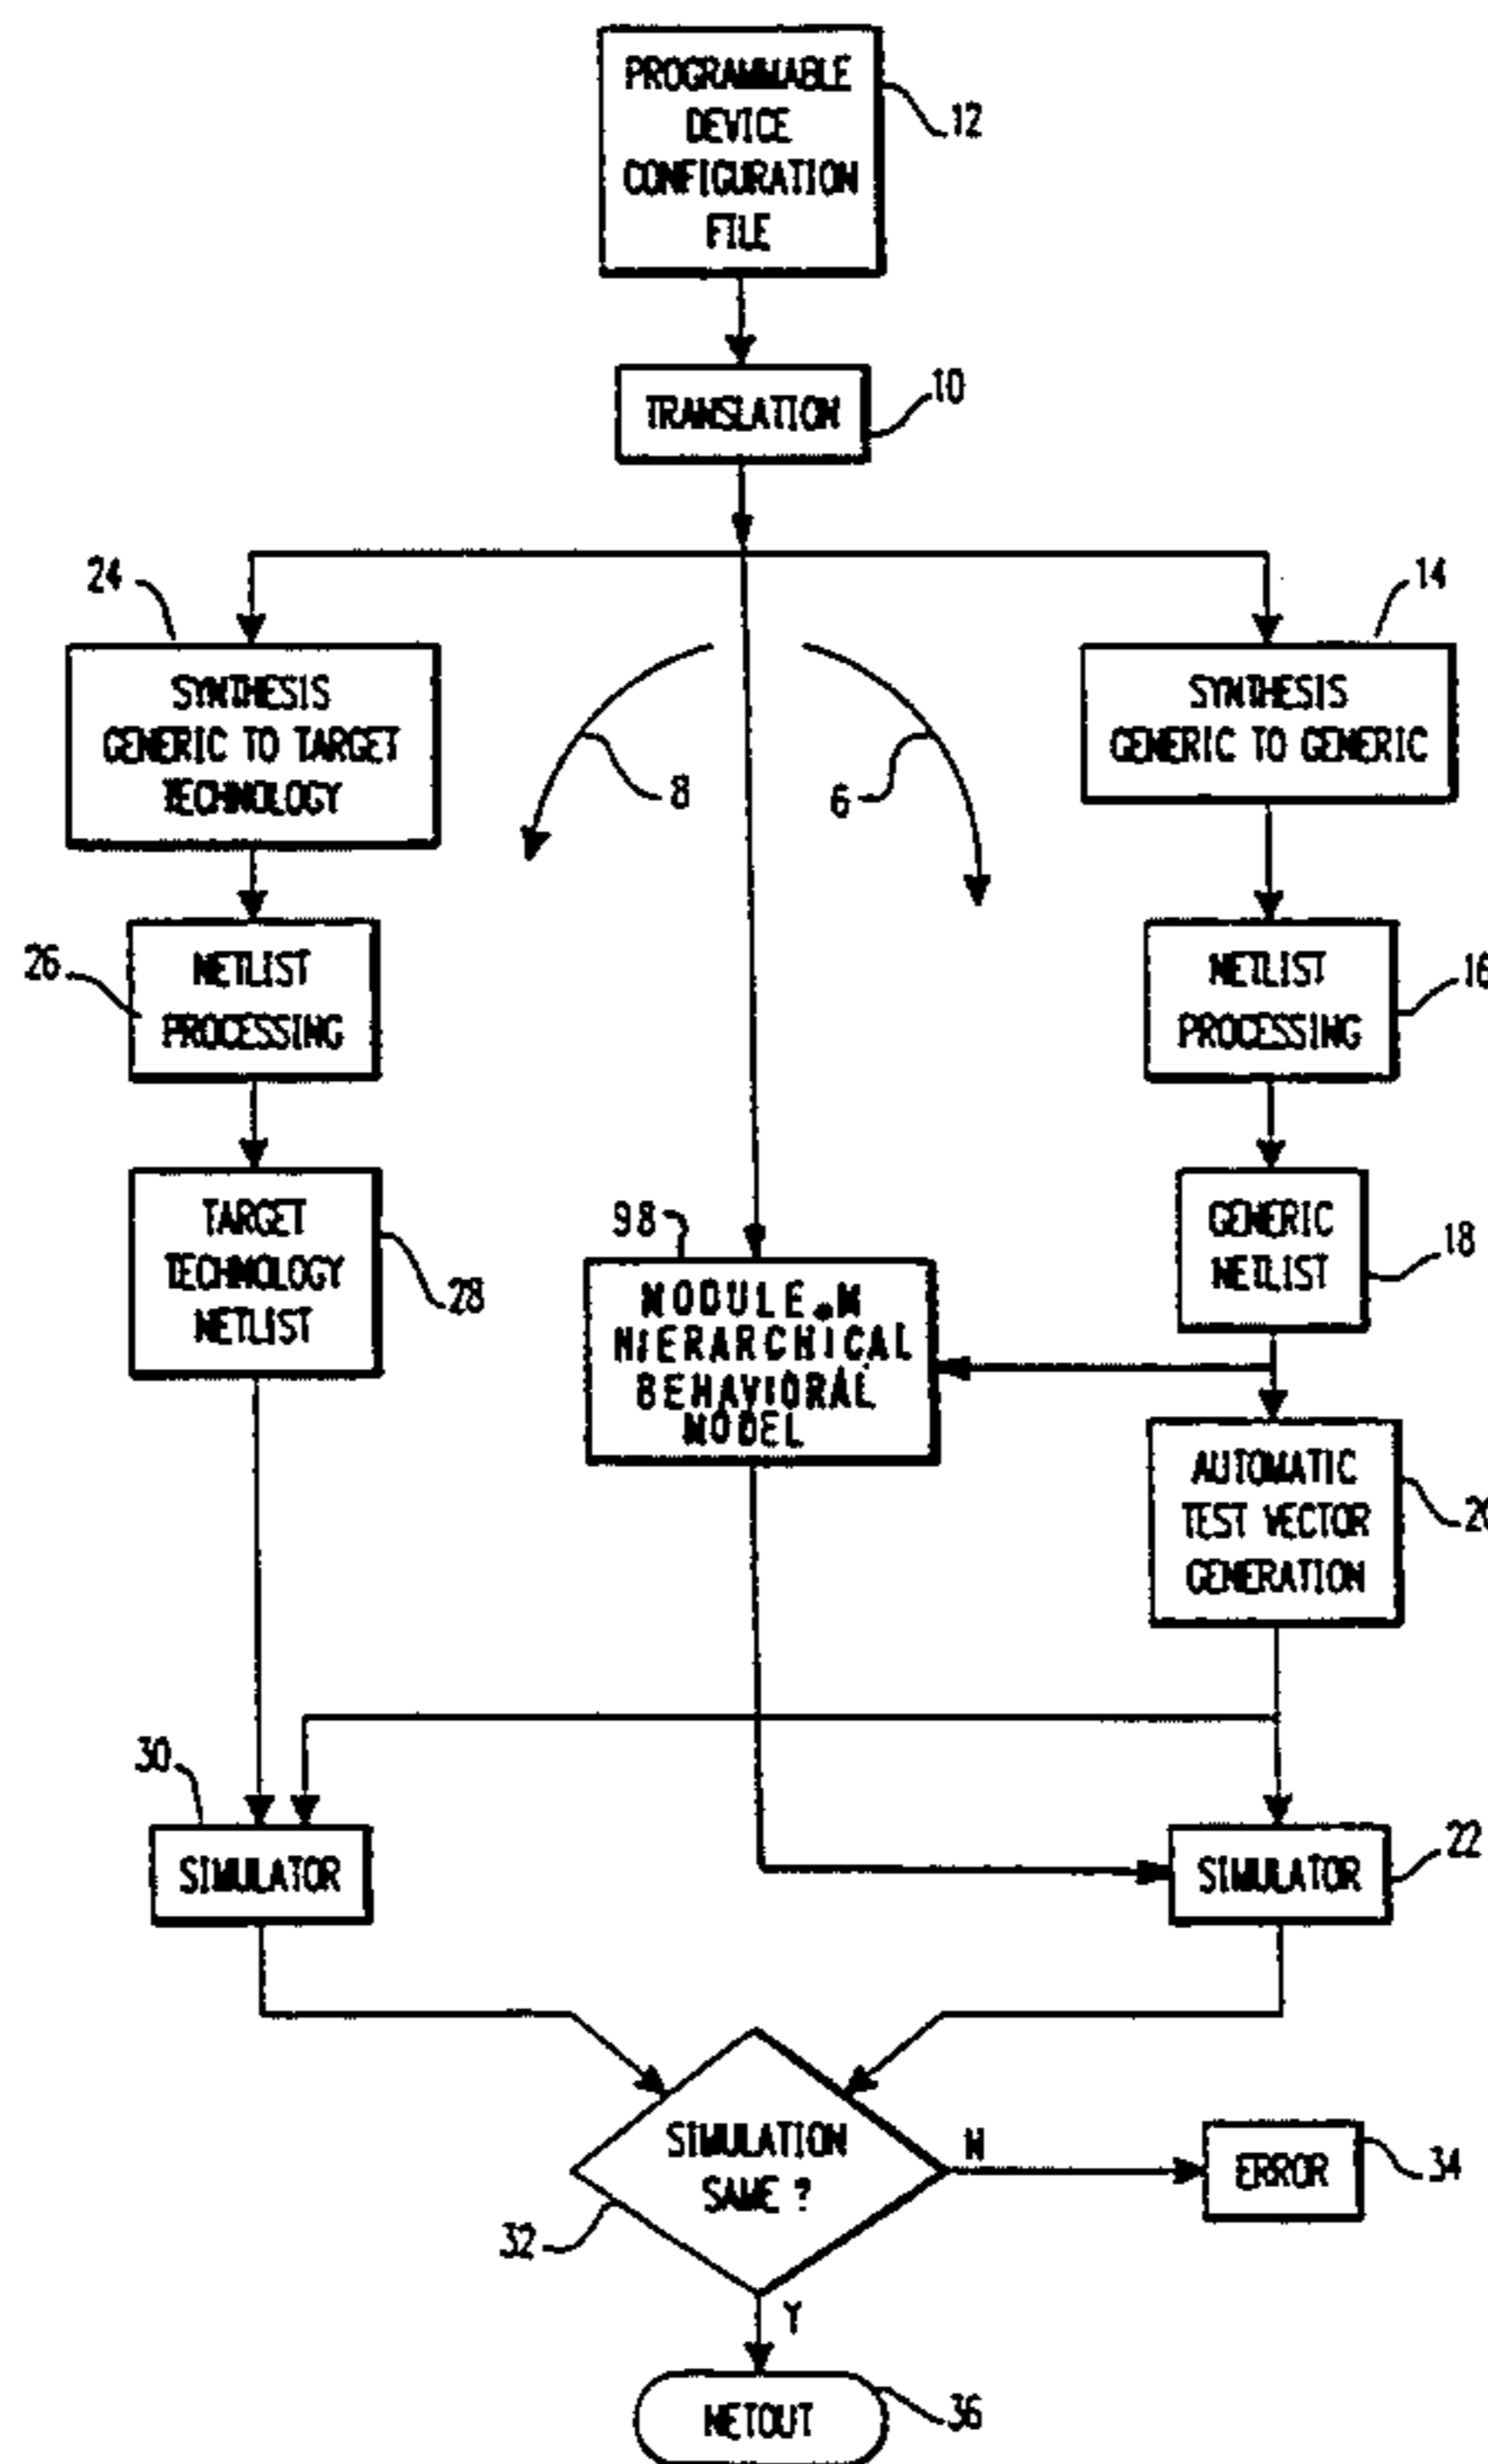 PROGRAMMABLE
DEVICE
CONFIGURATION
FILE
12
TRANSLATION
10
24
14
SYNTHESIS
GENERIC TO TARGET
TECHNOLOGY
SYNTHESIS
GENERIC TO GENERIC
8
6
26
NETLIST
PROCESSING
NETLIST
PROCESSING
16
TARGET
TECHNOLOGY
NETLIST
28
98
MODULE.M
HIERARCHICAL
BEHAVIORAL
MODEL
GENERIC
NETLIST
18
AUTOMATIC
TEST VECTOR
GENERATION
20
30
SIMULATOR
SIMULATOR
22
SIMULATION
SAME ?
32
N
ERROR
34
Y
NETOUT
36